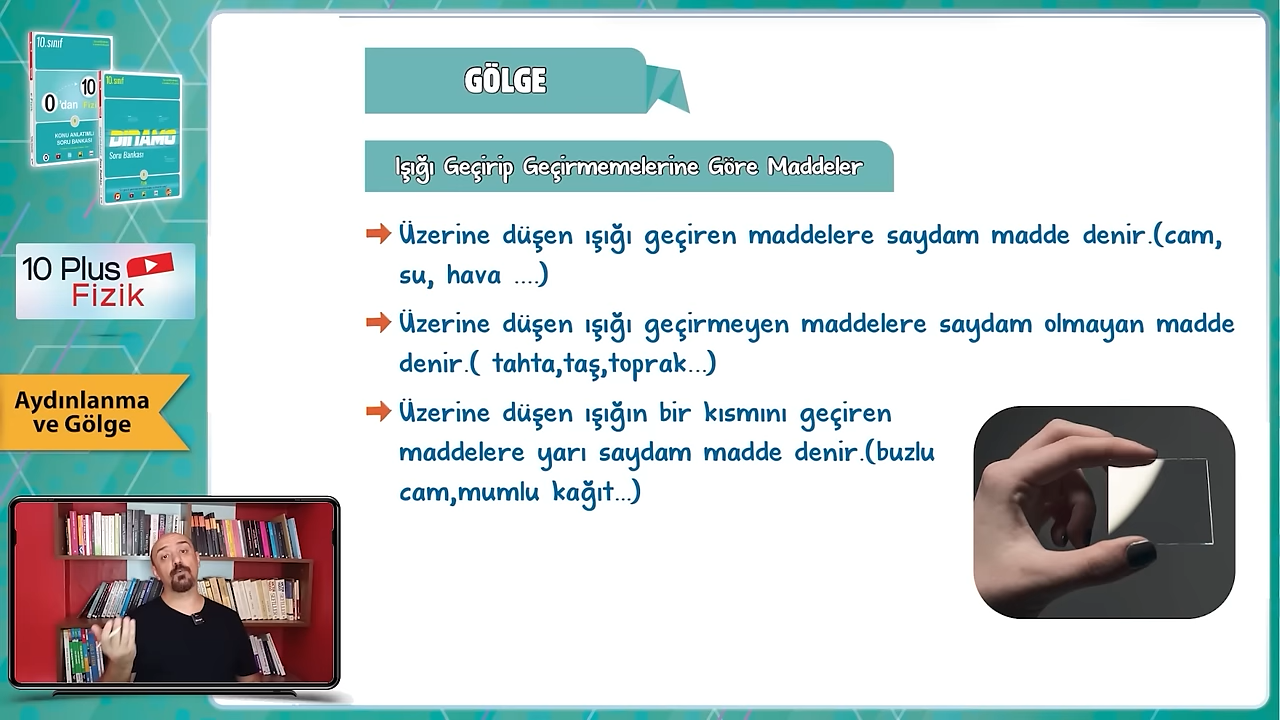 10.sınıf
0'dan 10
Fizik
KONU ANLATIMLI
SORU BANKASI
10.sınıf
DINAMO
Soru Bankası
10 Plus
Fizik
Aydınlanma
ve Gölge
GÖLGE
Işığı Geçirip Geçirmemelerine Göre Maddeler
Üzerine düşen ışığı geçiren maddelere saydam madde denir.(cam,
su, hava ....)
Üzerine düşen ışığı geçirmeyen maddelere saydam olmayan madde
denir.( tahta,taş,toprak...)
Üzerine düşen ışığın bir kısmını geçiren
maddelere yarı saydam madde denir.(buzlu
cam,mumlu kağıt...)